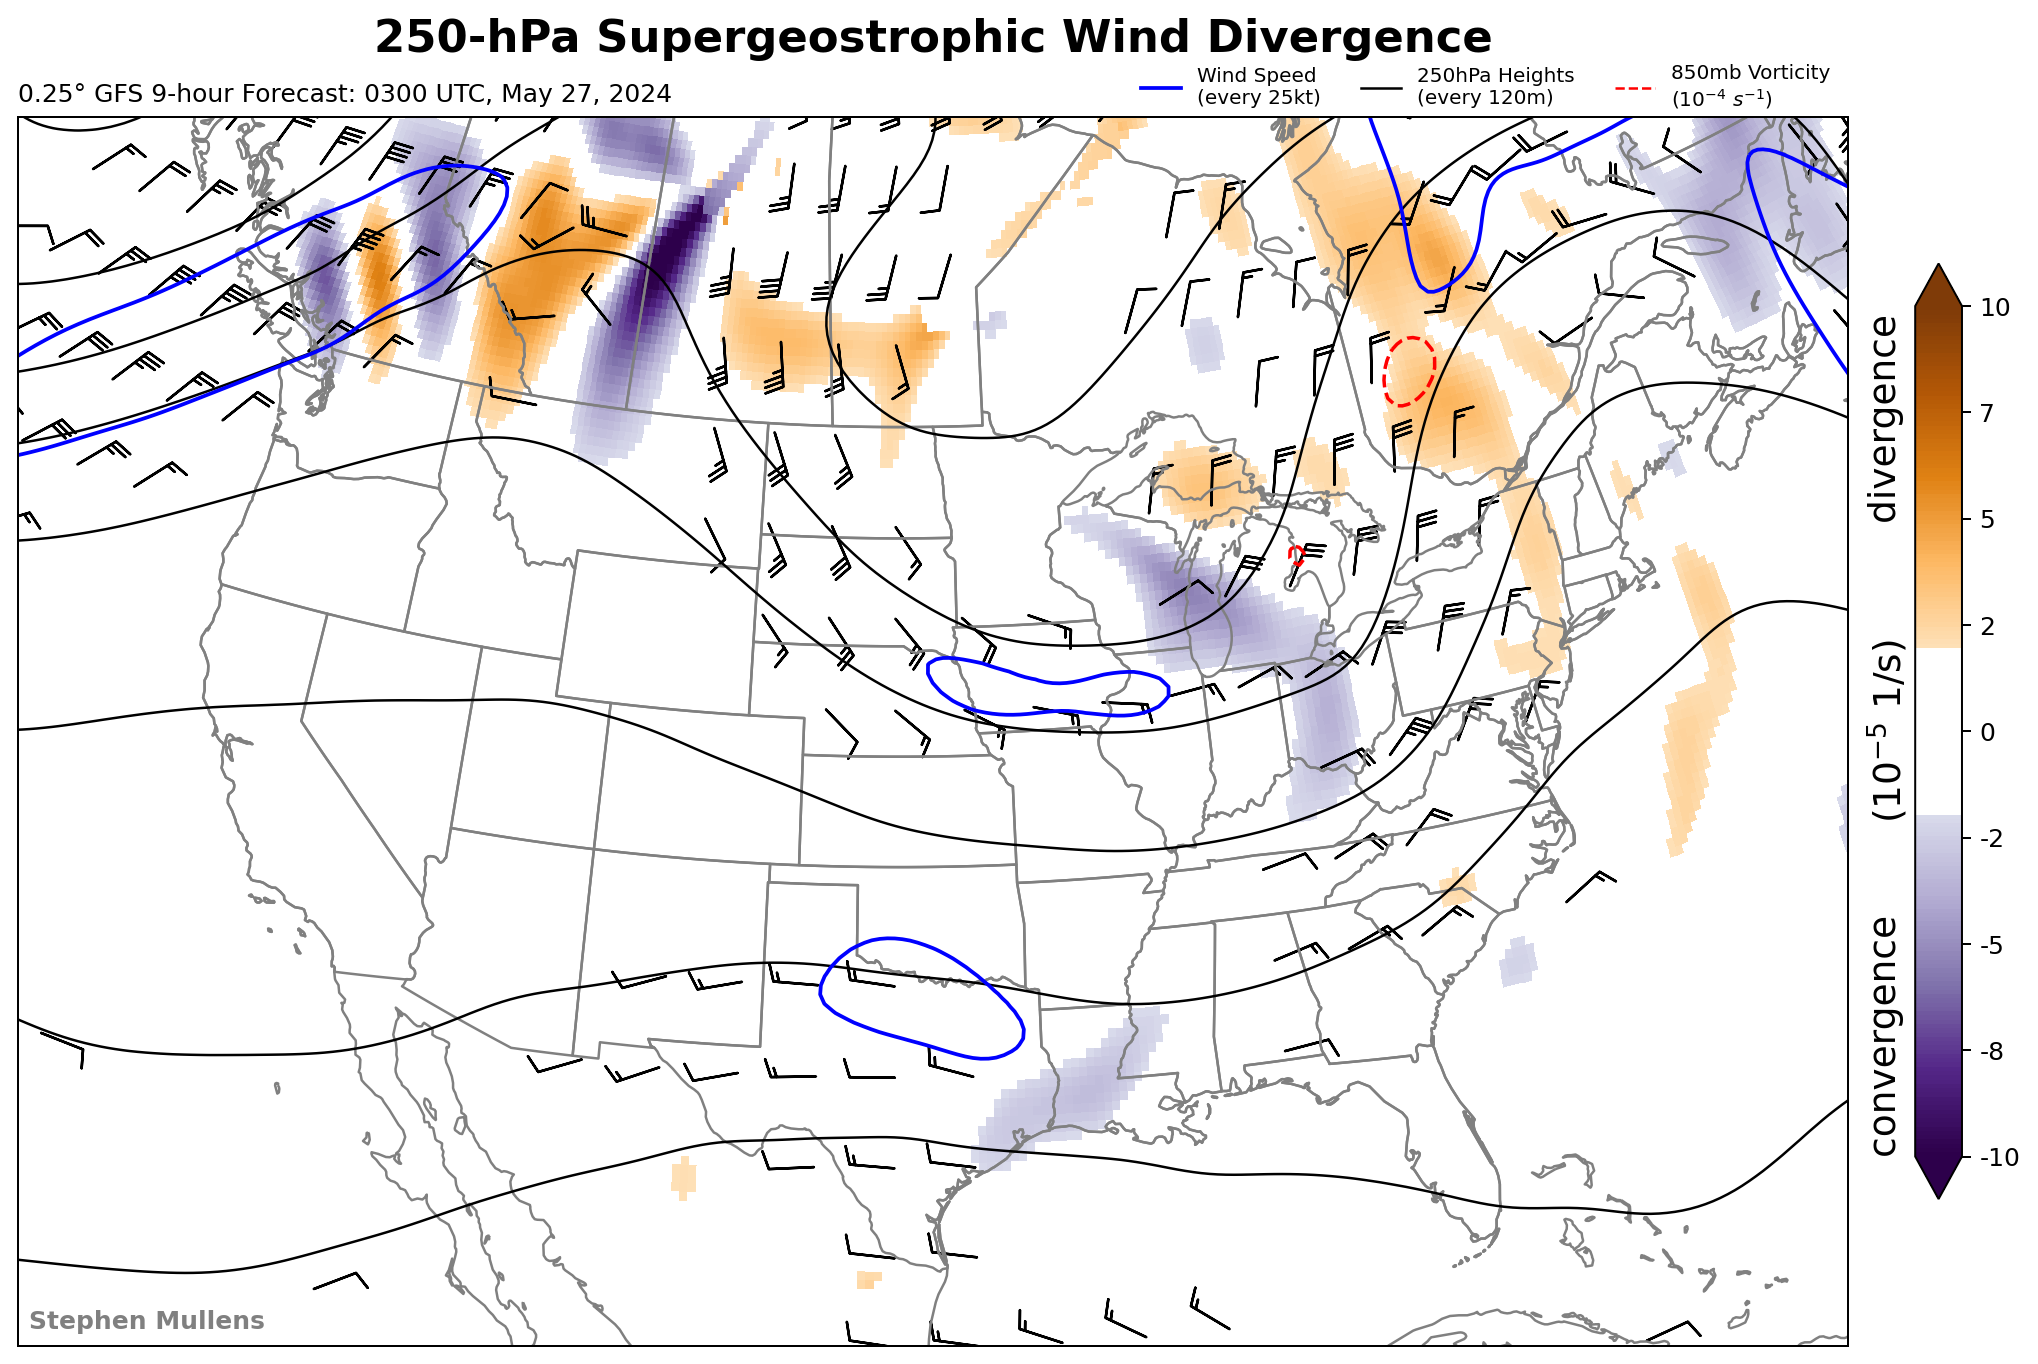 250-hPa Supergeostrophic Wind Divergence
0.25° GFS 9-hour Forecast: 0300 UTC, May 27, 2024
Wind Speed
(every 25kt)
250hPa Heights
(every 120m)
850mb Vorticity
(10⁻⁴ s⁻¹)
10
7
5
2
0
-2
-5
-8
-10
convergence (10⁻⁵ 1/s) divergence
Stephen Mullens